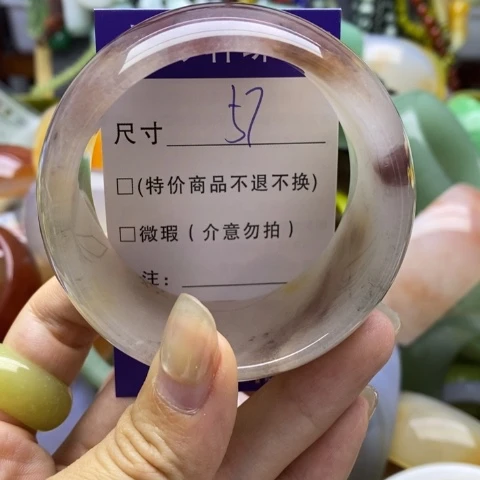 尺寸 57
□(特价商品不退不换)
□微瑕(介意勿拍)
注: